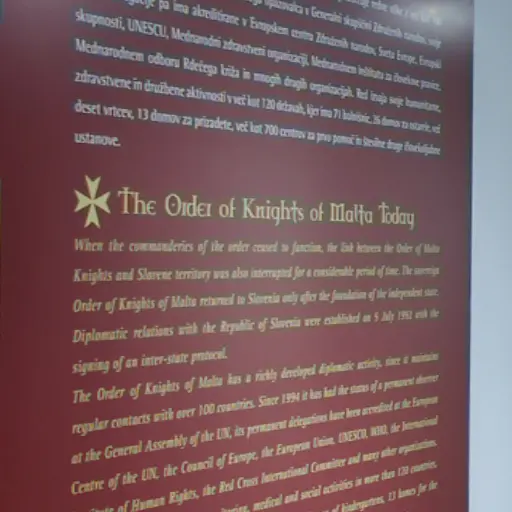 v Generalni skupščini Združenih narodov, svoje
pa ima akreditirane v Evropskem centru Združenih narodov, Svetu Evrope, Evropski
skupnosti, UNESCU, Mednarodni zdravstveni organizaciji, Mednarodnem inštitutu za človekove pravice,
Mednarodnem odboru Rdečega križa in mnogih drugih organizacijah. Red izvaja svoje humanitarne,
zdravstvene in družbene aktivnosti v več kot 120 državah, kjer ima 71 bolnišnic, 26 domov za ostarele, več
deset vrtcev, 13 domov za prizadete, več kot 700 centrov za prvo pomoč in številne druge človekoljubne
ustanove.
The Order of Knights of Malta Today
When the commanderies of the order ceased to function, the link between the Order of Malta
Knights and Slovene territory was also interrupted for a considerable period of time. The sovereign
Order of Knights of Malta returned to Slovenia only after the foundation of the independent state.
Diplomatic relations with the Republic of Slovenia were established on 5 July 1992 with the
signing of an inter-state protocol.
The Order of Knights of Malta has a richly developed diplomatic activity, since it maintains
regular contacts with over 100 countries. Since 1994 it has had the status of a permanent observer
at the General Assembly of the UN, its permanent delegations have been accredited at the European
Centre of the UN, the Council of Europe, the European Union, UNESCO, WHO, the International
of Human Rights, the Red Cross International Committee and many other organisations.
medical and social activities in more than 120 countries,
of kindergartens, 13 homes for the